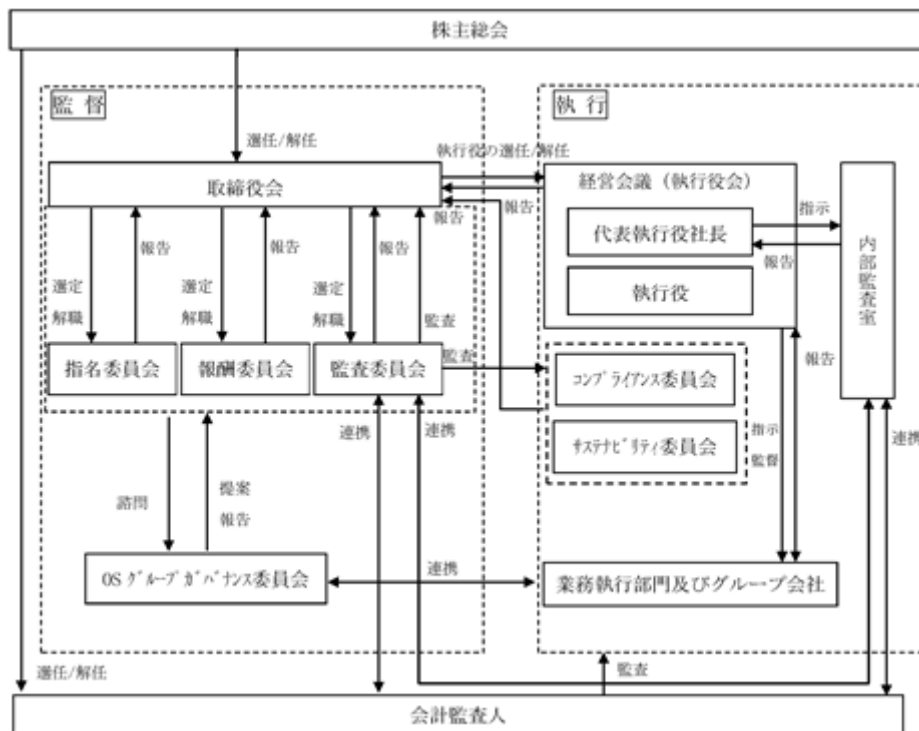 株主総会
監 督
執 行
選任/解任
執行役の選任/解任
取締役会
経営会議（執行役会）
報告
報告
指示
代表執行役社長
報告
内部監査室
報告
報告
報告
執行役
選定
解職
選定
解職
選定
解職
監査
監査
指名委員会
報酬委員会
監査委員会
コンプライアンス委員会
報告
連携
連携
サステナビリティ委員会
指示
監督
連携
諮問
提案
報告
OSグループガバナンス委員会
連携
業務執行部門及びグループ会社
選任/解任
監査
会計監査人